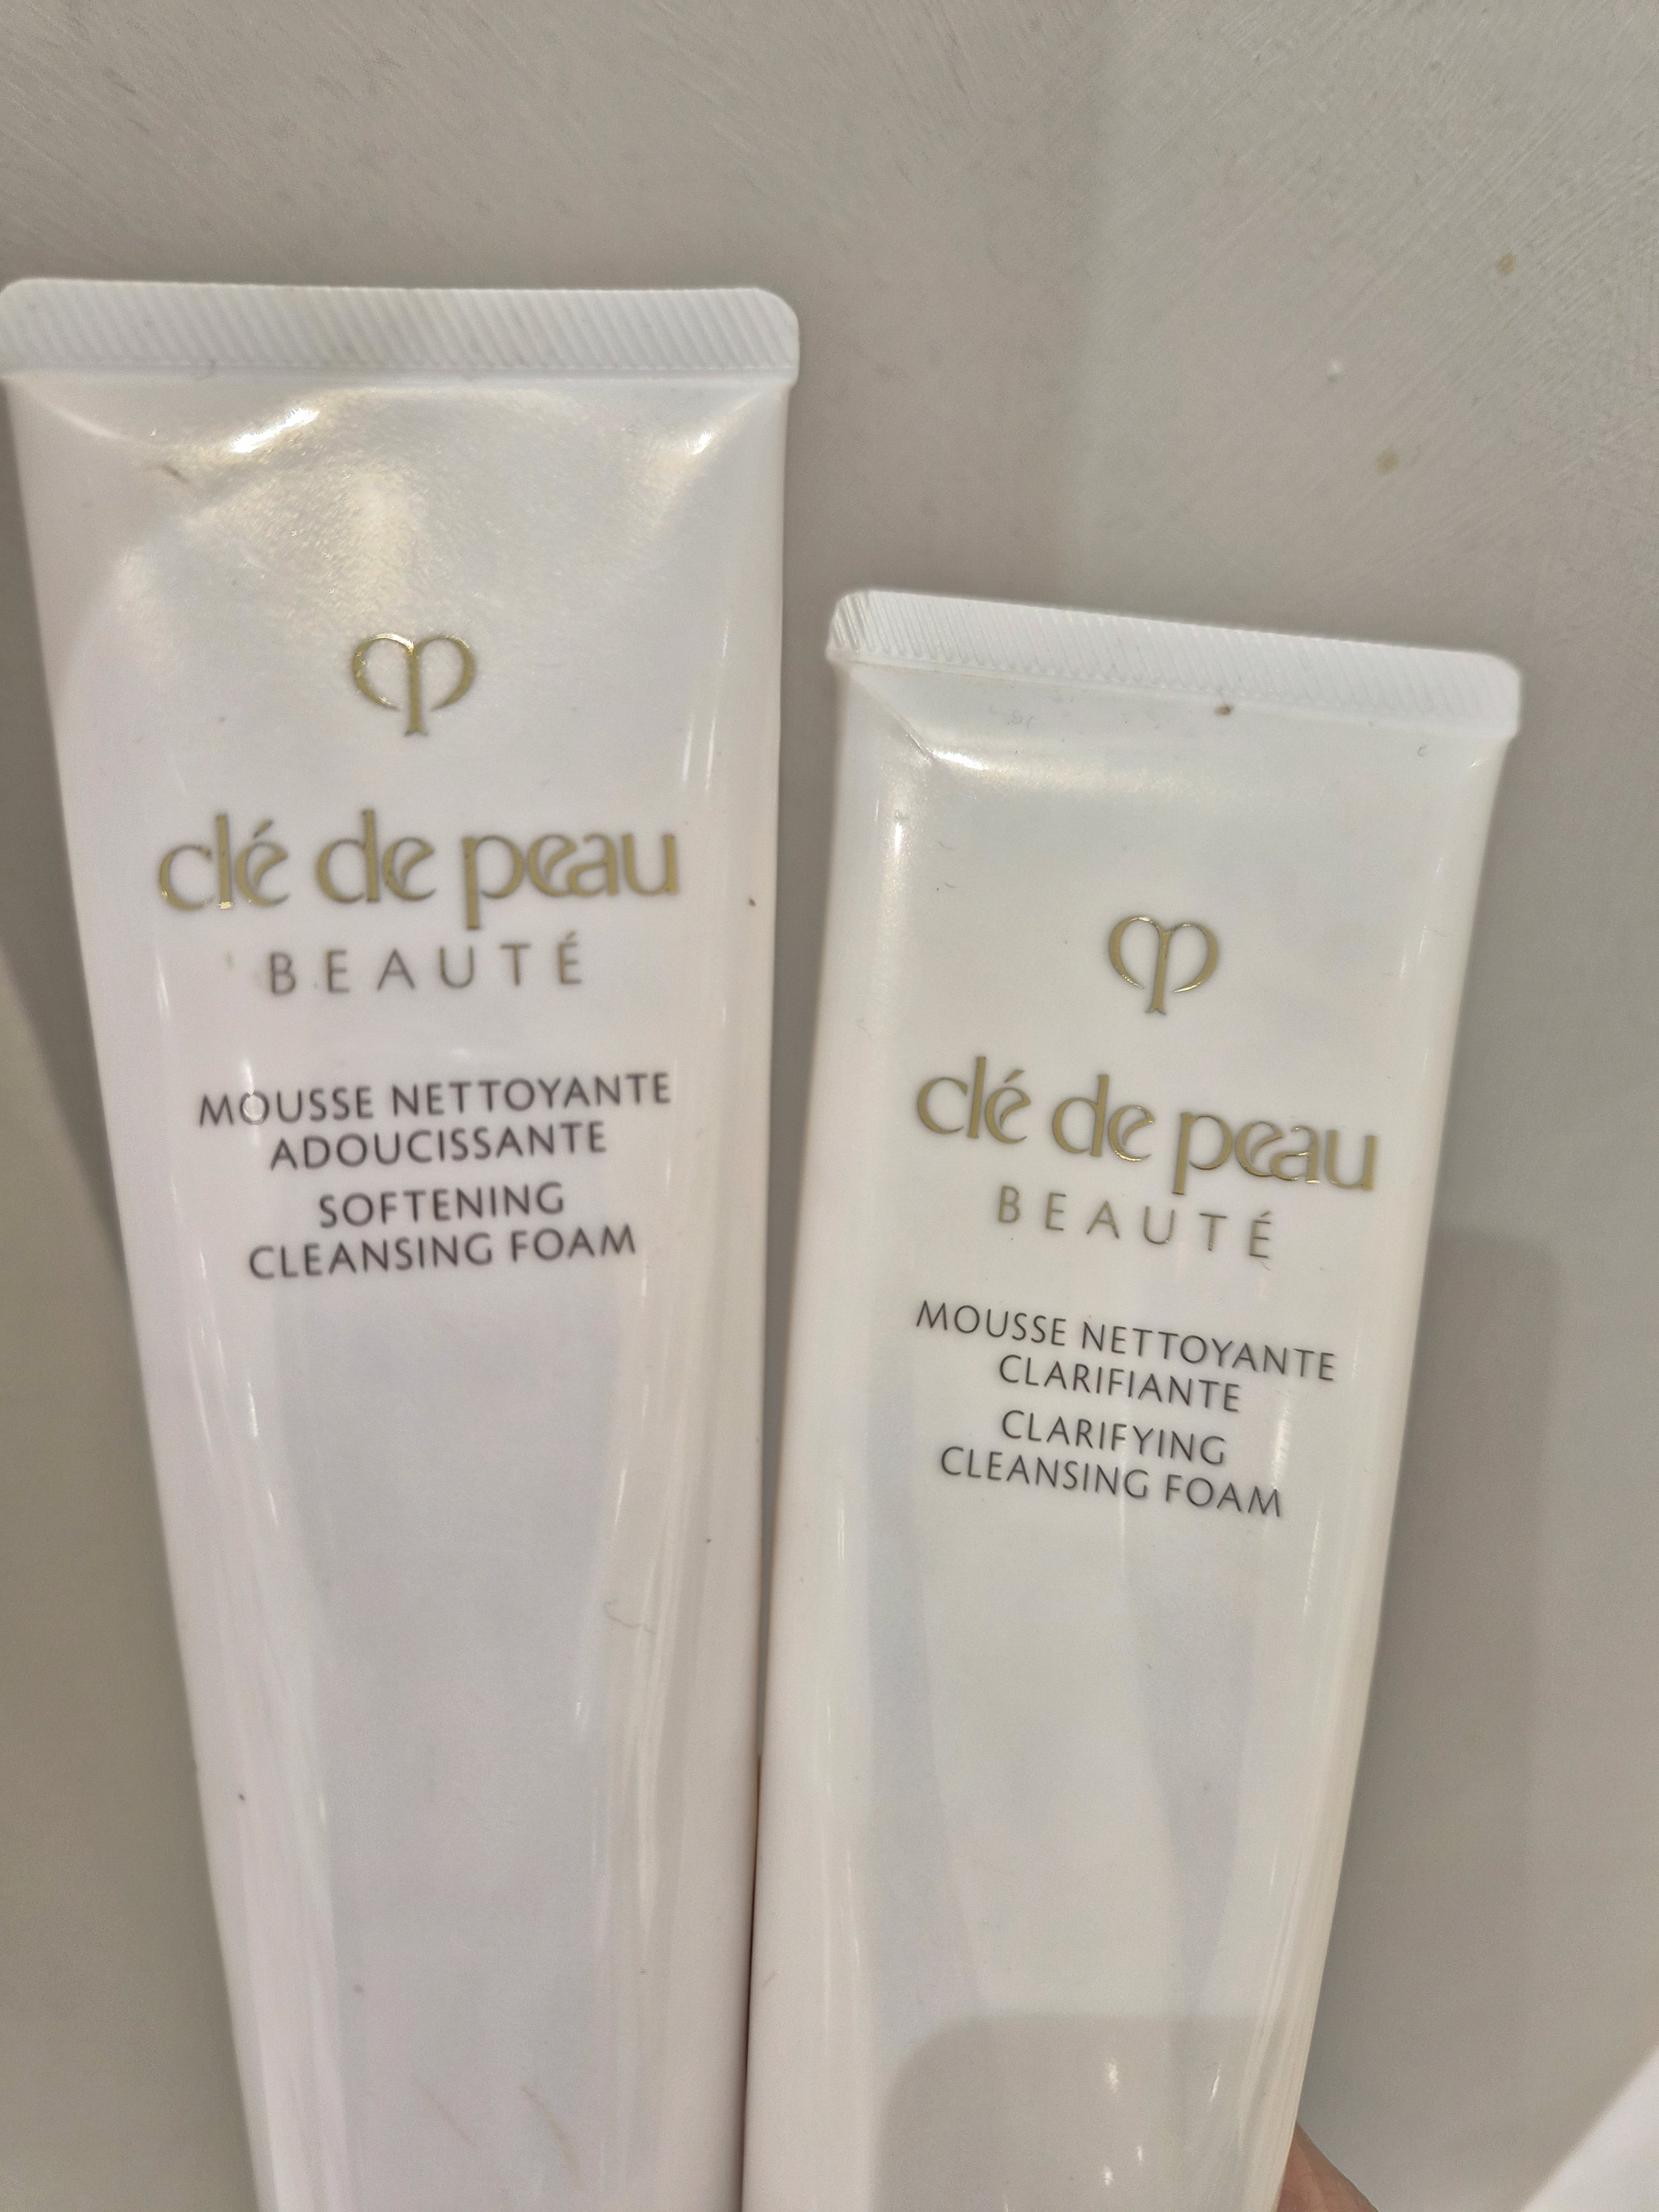 clé de peau
BEAUTÉ
MOUSSE NETTOYANTE
ADOUCISSANTE
SOFTENING
CLEANSING FOAM
clé de peau
BEAUTÉ
MOUSSE NETTOYANTE
CLARIFIANTE
CLARIFYING
CLEANSING FOAM